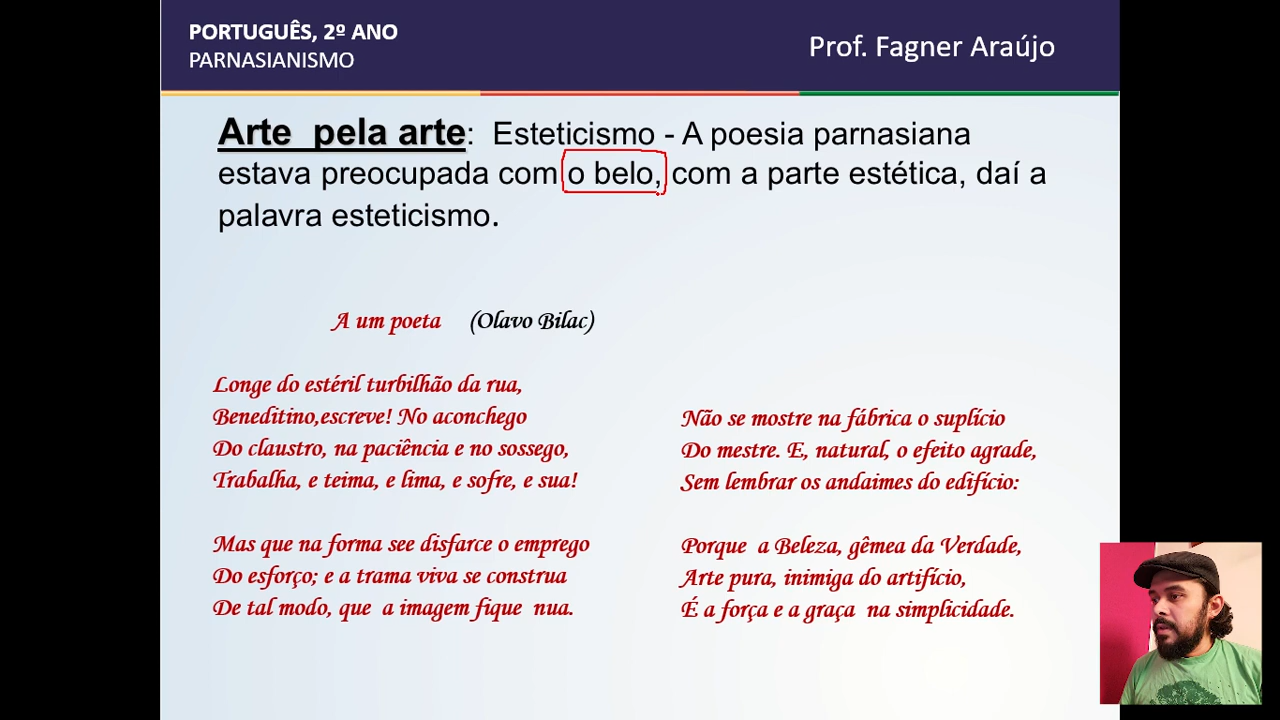 PORTUGUÊS, 2º ANO
PARNASIANISMO
Prof. Fagner Araújo
Arte pela arte: Esteticismo - A poesia parnasiana
estava preocupada com o belo, com a parte estética, daí a
palavra esteticismo.
A um poeta (Olavo Bilac)
Longe do estéril turbilhão da rua,
Beneditino,escreve! No aconchego
Do claustro, na paciência e no sossego,
Trabalha, e teima, e lima, e sofre, e sua!
Mas que na forma see disfarce o emprego
Do esforço; e a trama viva se construa
De tal modo, que a imagem fique nua.
Não se mostre na fábrica o suplício
Do mestre. E, natural, o efeito agrade,
Sem lembrar os andaimes do edifício:
Porque a Beleza, gêmea da Verdade,
Arte pura, inimiga do artifício,
É a força e a graça na simplicidade.